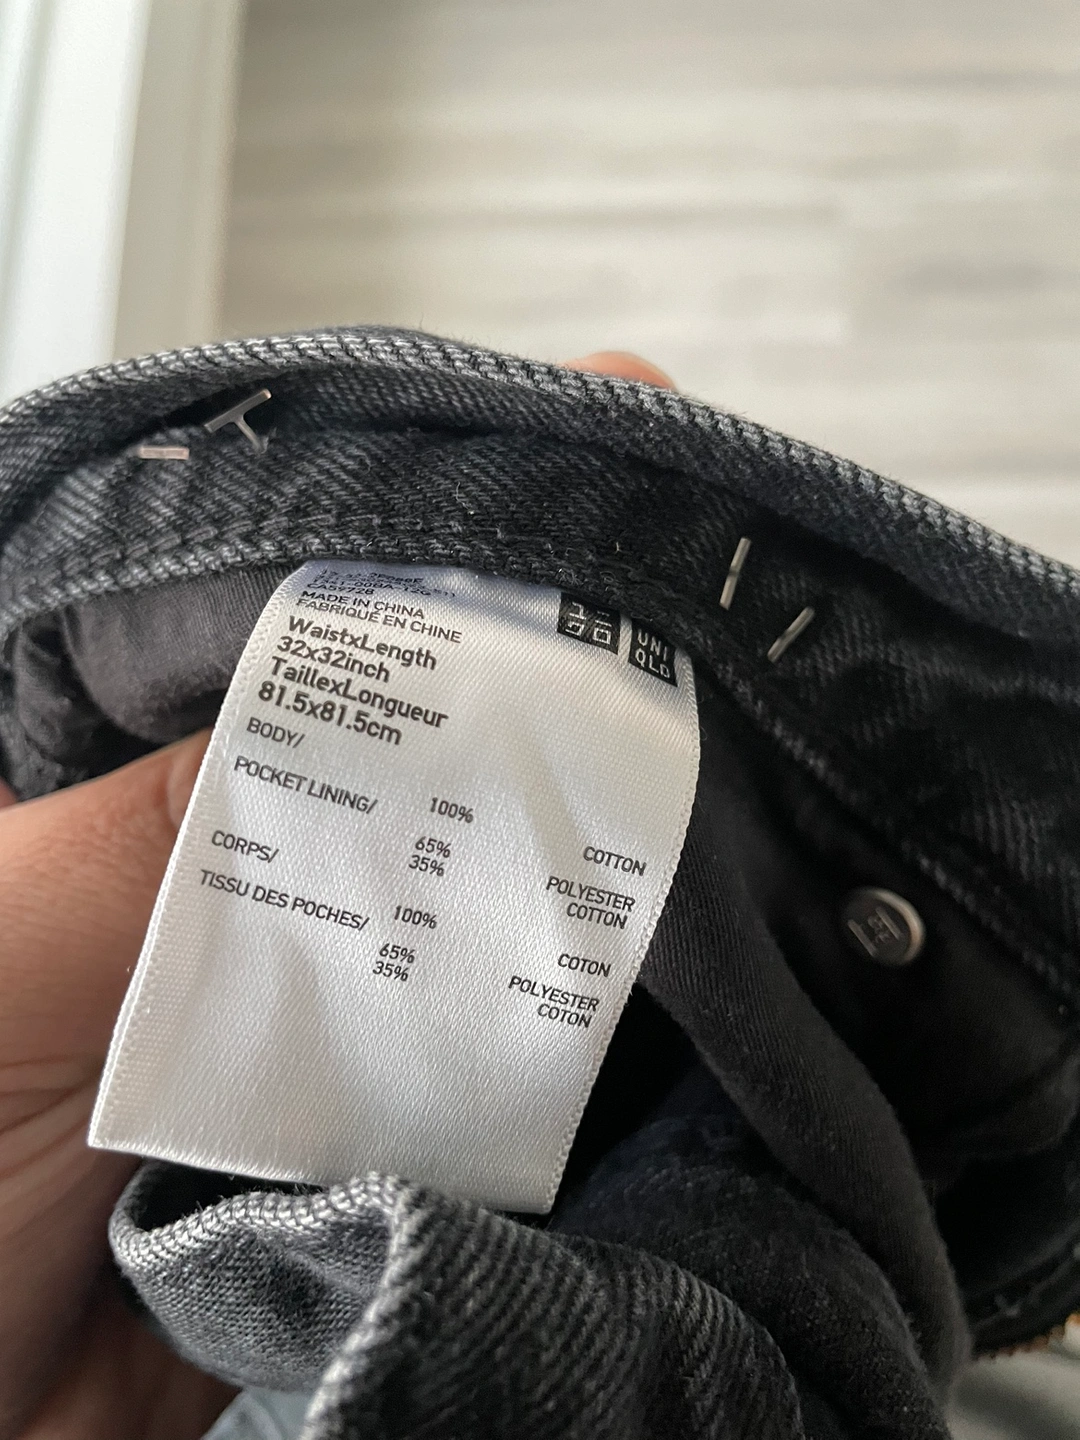 MADE IN CHINA
FABRIQUE EN CHINE
WaistxLength
32x32inch
TaillexLongueur
81.5x81.5cm
BODY/
100% COTTON
POCKET LINING/
65% POLYESTER
35% COTTON
CORPS/
100% COTON
TISSU DES POCHES/
65% POLYESTER
35% COTON
UNI
QLO